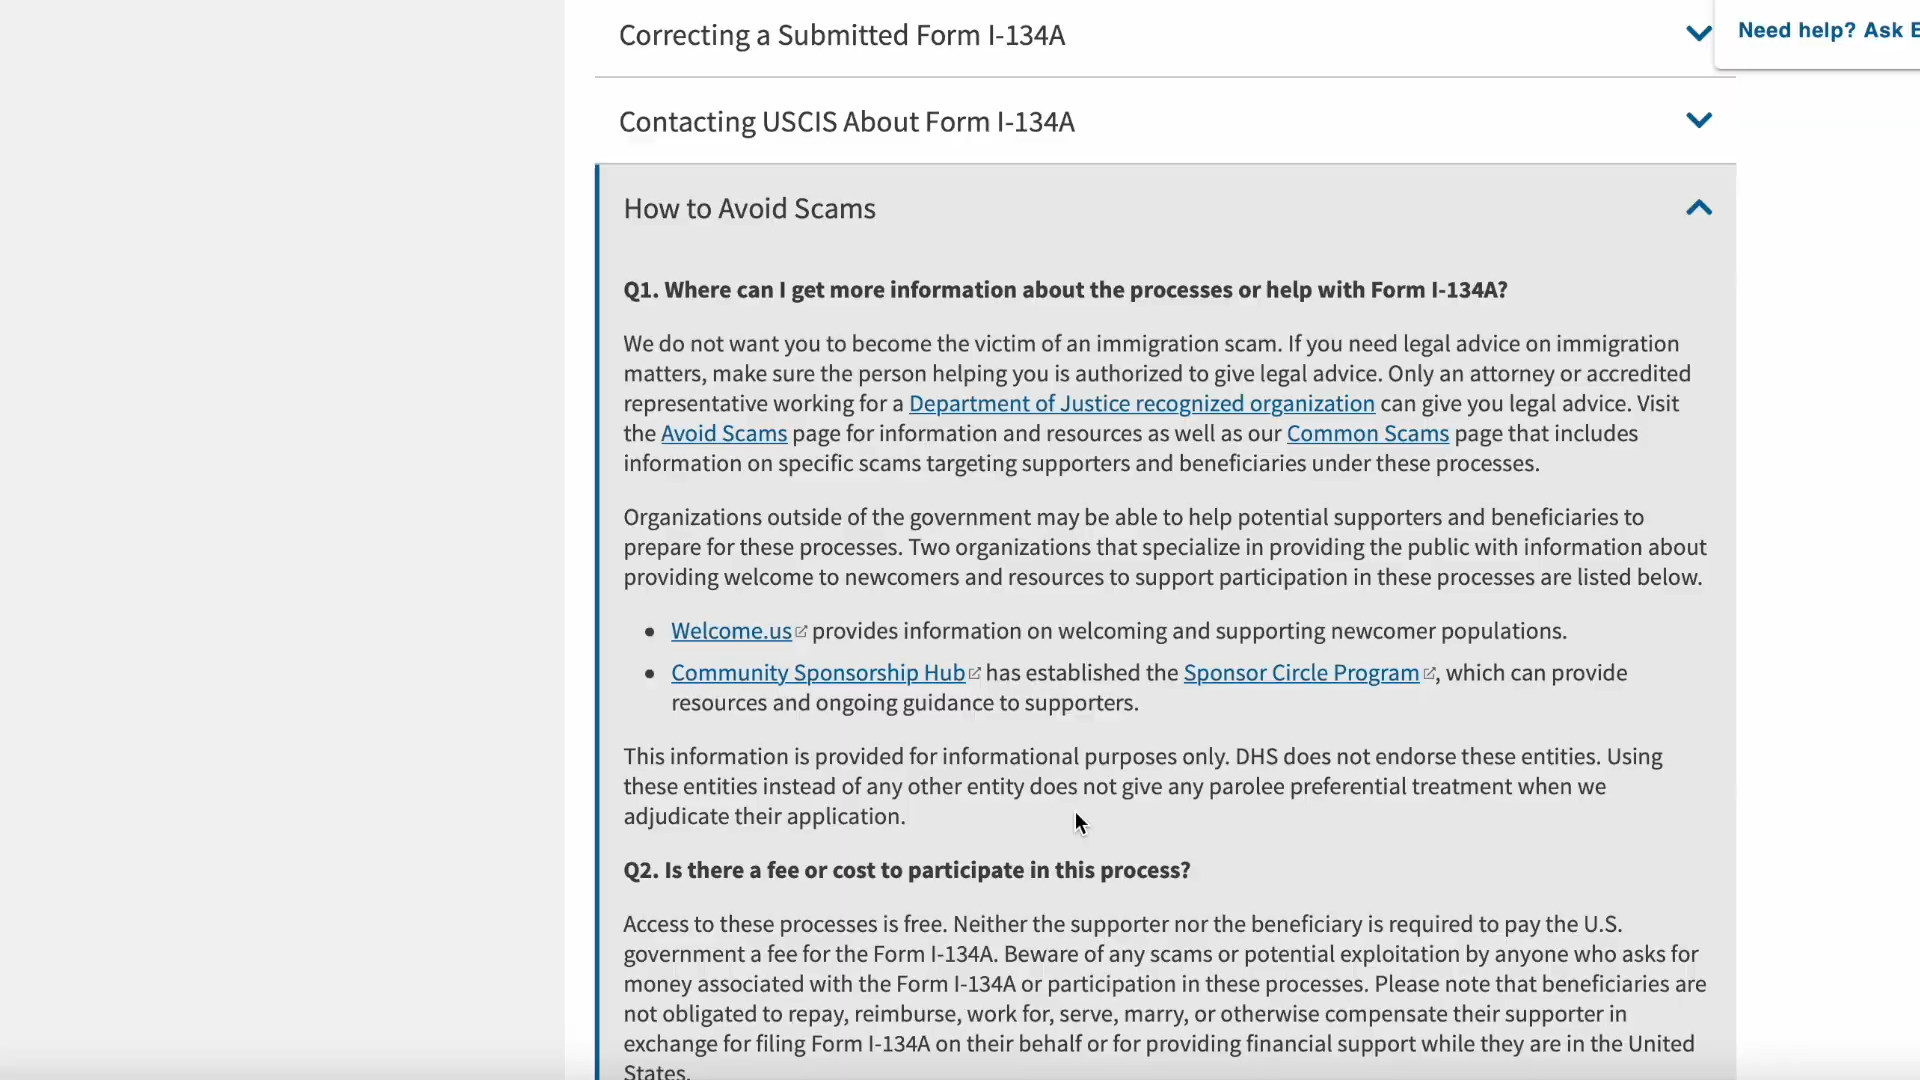 Correcting a Submitted Form I-134A
Need help? Ask
Contacting USCIS About Form I-134A
How to Avoid Scams
Q1. Where can I get more information about the processes or help with Form I-134A?
We do not want you to become the victim of an immigration scam. If you need legal advice on immigration
matters, make sure the person helping you is authorized to give legal advice. Only an attorney or accredited
representative working for a Department of Justice recognized organization can give you legal advice. Visit
the Avoid Scams page for information and resources as well as our Common Scams page that includes
information on specific scams targeting supporters and beneficiaries under these processes.
Organizations outside of the government may be able to help potential supporters and beneficiaries to
prepare for these processes. Two organizations that specialize in providing the public with information about
providing welcome to newcomers and resources to support participation in these processes are listed below.
• Welcome.us provides information on welcoming and supporting newcomer populations.
• Community Sponsorship Hub has established the Sponsor Circle Program, which can provide
resources and ongoing guidance to supporters.
This information is provided for informational purposes only. DHS does not endorse these entities. Using
these entities instead of any other entity does not give any parolee preferential treatment when we
adjudicate their application.
Q2. Is there a fee or cost to participate in this process?
Access to these processes is free. Neither the supporter nor the beneficiary is required to pay the U.S.
government a fee for the Form I-134A. Beware of any scams or potential exploitation by anyone who asks for
money associated with the Form I-134A or participation in these processes. Please note that beneficiaries are
not obligated to repay, reimburse, work for, serve, marry, or otherwise compensate their supporter in
exchange for filing Form I-134A on their behalf or for providing financial support while they are in the United
States.